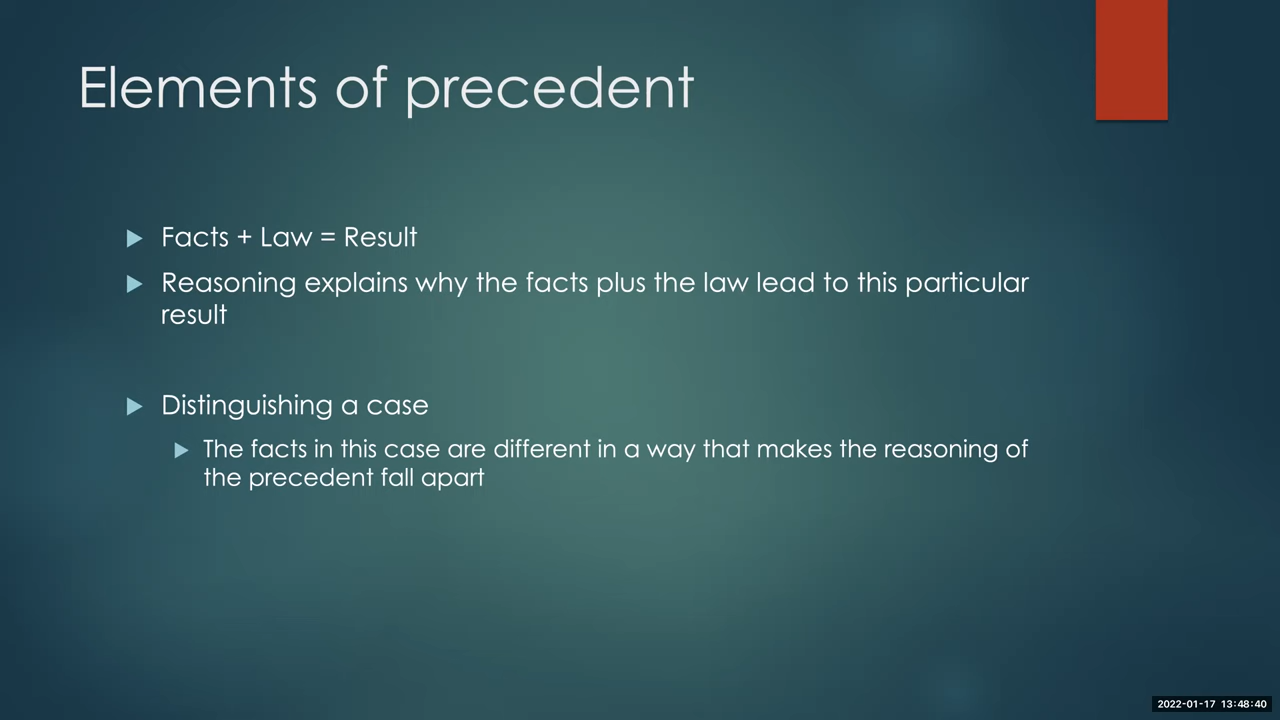 Elements of precedent
Facts + Law = Result
Reasoning explains why the facts plus the law lead to this particular
result
Distinguishing a case
The facts in this case are different in a way that makes the reasoning of
the precedent fall apart
2022-01-17 13:48:40